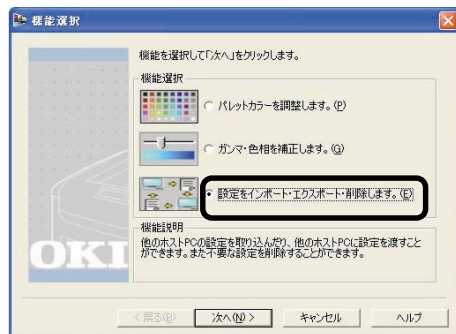 機能選択
機能を選択して「次へ」をクリックします。
機能選択
パレットカラーを調整します。(P)
ガンマ・色相を補正します。(G)
設定をインポート・エクスポート・削除します。(E)
機能説明
他のホストPCの設定を取り込んだり、他のホストPCに設定を渡すこと
ができます。また不要な設定を削除することができます。
OKI
< 戻る(B)
次へ(N) >
キャンセル
ヘルプ